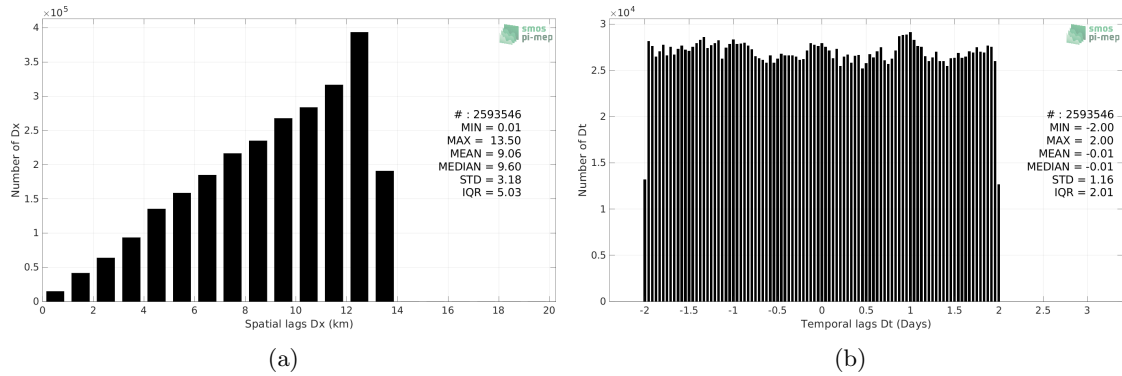 ×10⁵
4
3.5
3
2.5
2
1.5
1
0.5
0
Number of Dx
0 2 4 6 8 10 12 14 16 18 20
Spatial lags Dx (km)
smos
pi-mep
# : 2593546
MIN = 0.01
MAX = 13.50
MEAN = 9.06
MEDIAN = 9.60
STD = 3.18
IQR = 5.03
(a)
×10⁴
3
2.5
2
1.5
1
0.5
0
Number of Dt
-2 -1.5 -1 -0.5 0 0.5 1 1.5 2 2.5 3
Temporal lags Dt (Days)
smos
pi-mep
# : 2593546
MIN = -2.00
MAX = 2.00
MEAN = -0.01
MEDIAN = -0.01
STD = 1.16
IQR = 2.01
(b)